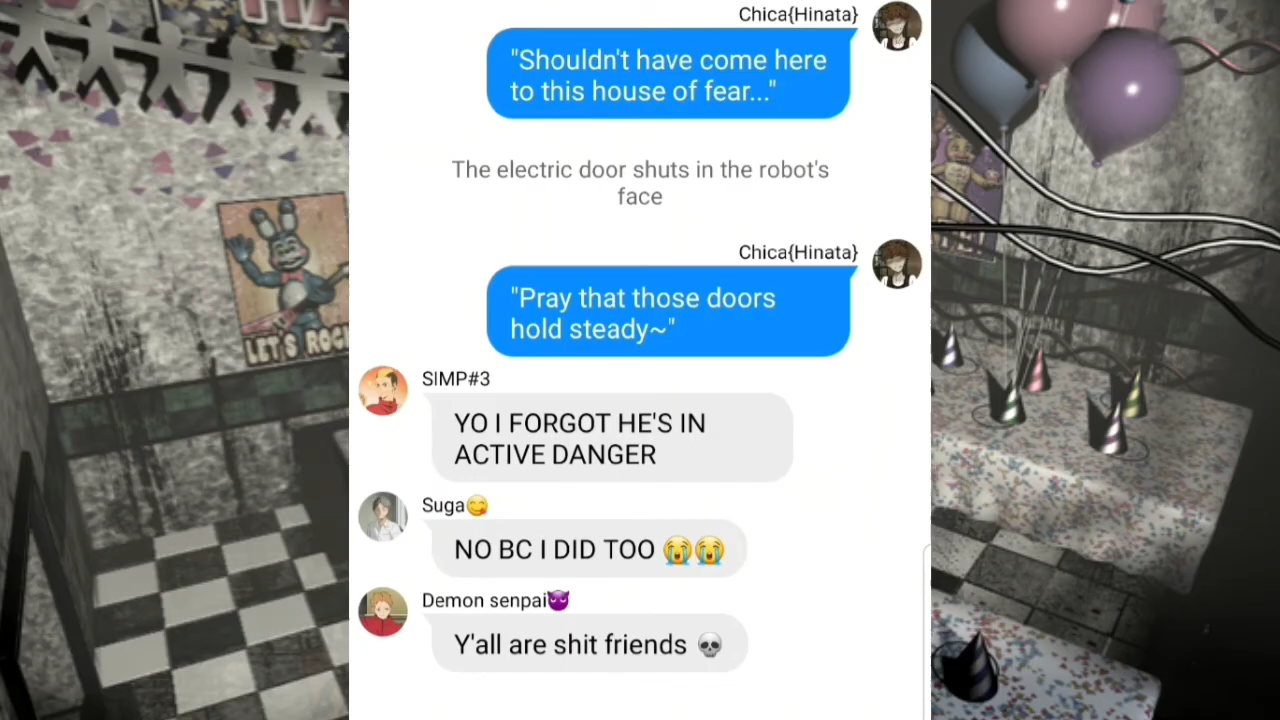 HA
LET'S ROCK
Chica{Hinata}
"Shouldn't have come here
to this house of fear..."
The electric door shuts in the robot's
face
Chica{Hinata}
"Pray that those doors
hold steady~"
SIMP#3
YO I FORGOT HE'S IN
ACTIVE DANGER
Suga😋
NO BC I DID TOO 😭😭
Demon senpai😈
Y'all are shit friends 💀